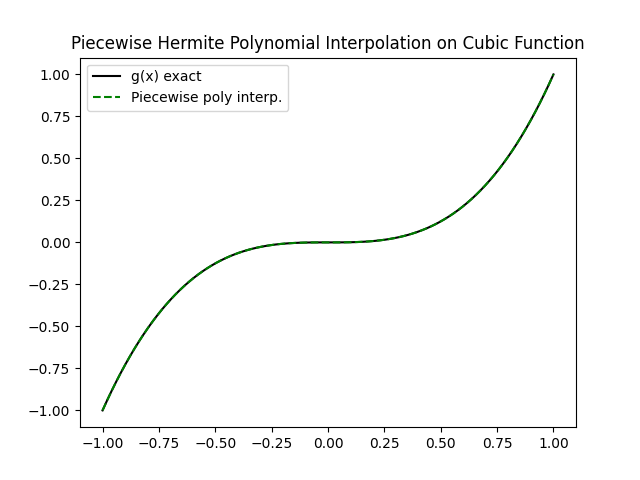 Piecewise Hermite Polynomial Interpolation on Cubic Function
g(x) exact
Piecewise poly interp.
1.00
0.75
0.50
0.25
0.00
−0.25
−0.50
−0.75
−1.00
−1.00 −0.75 −0.50 −0.25 0.00 0.25 0.50 0.75 1.00